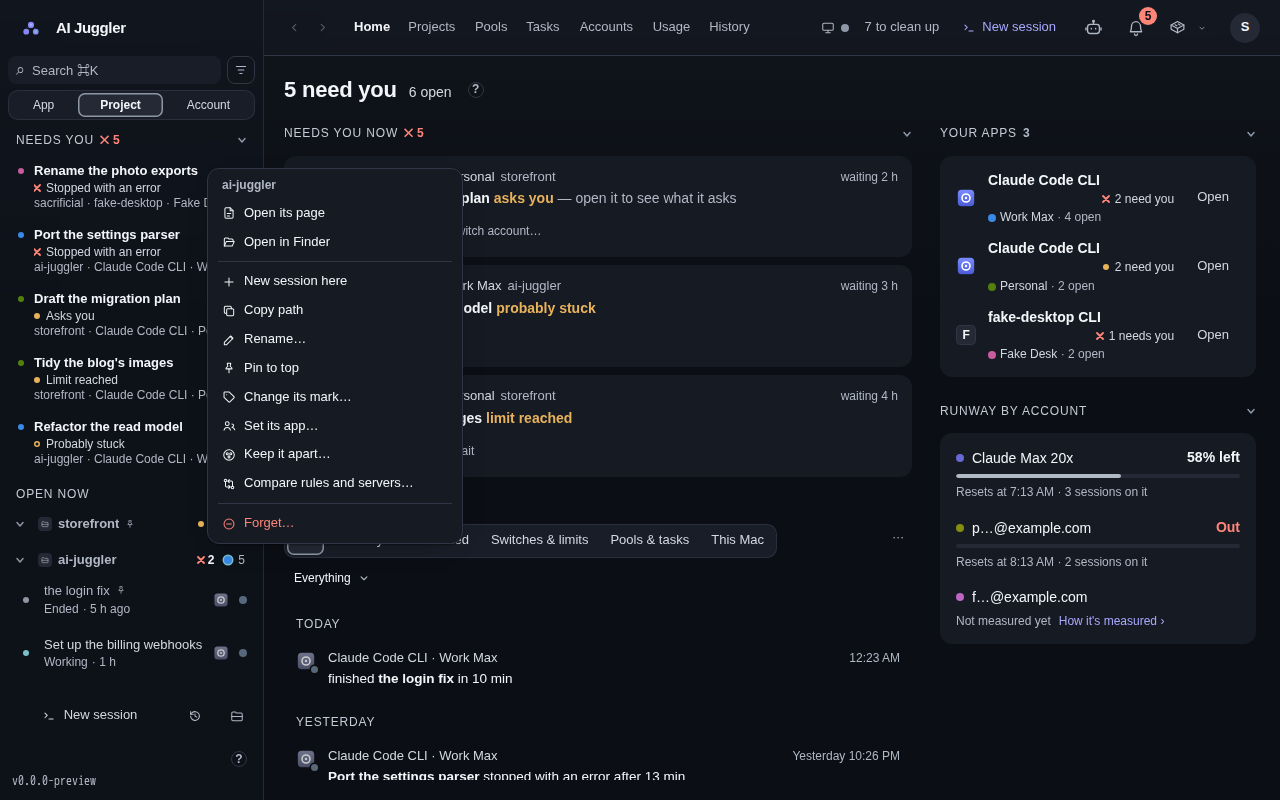 AI Juggler
Search ⌘K
App Project Account
NEEDS YOU 5
Rename the photo exports
Stopped with an error
sacrificial · fake-desktop · Fake
Port the settings parser
Stopped with an error
ai-juggler · Claude Code CLI ·
Draft the migration plan
Asks you
storefront · Claude Code CLI ·
Tidy the blog's images
Limit reached
storefront · Claude Code CLI ·
Refactor the read model
Probably stuck
ai-juggler · Claude Code CLI ·
OPEN NOW
storefront
ai-juggler 2 5
the login fix
Ended · 5 h ago
Set up the billing webhooks
Working · 1 h
New session
?
v0.0.0-preview
Home Projects Pools Tasks Accounts Usage History
7 to clean up
New session
5
S
5 need you 6 open ?
NEEDS YOU NOW 5
storefront waiting 2 h
plan asks you — open it to see what it asks
account…
Max ai-juggler waiting 3 h
probably stuck
storefront waiting 4 h
limit reached
ai-juggler
Open its page
Open in Finder
New session here
Copy path
Rename…
Pin to top
Change its mark…
Set its app…
Keep it apart…
Compare rules and servers…
Forget…
Switches & limits Pools & tasks This Mac ···
Everything
TODAY
Claude Code CLI · Work Max 12:23 AM
finished the login fix in 10 min
YESTERDAY
Claude Code CLI · Work Max Yesterday 10:26 PM
Port the settings parser stopped with an error after 13 min
YOUR APPS 3
Claude Code CLI
2 need you
Work Max · 4 open
Open
Claude Code CLI
2 need you
Personal · 2 open
Open
F
fake-desktop CLI
1 needs you
Fake Desk · 2 open
Open
RUNWAY BY ACCOUNT
Claude Max 20x 58% left
Resets at 7:13 AM · 3 sessions on it
p…@example.com Out
Resets at 8:13 AM · 2 sessions on it
f…@example.com
Not measured yet How it's measured ›